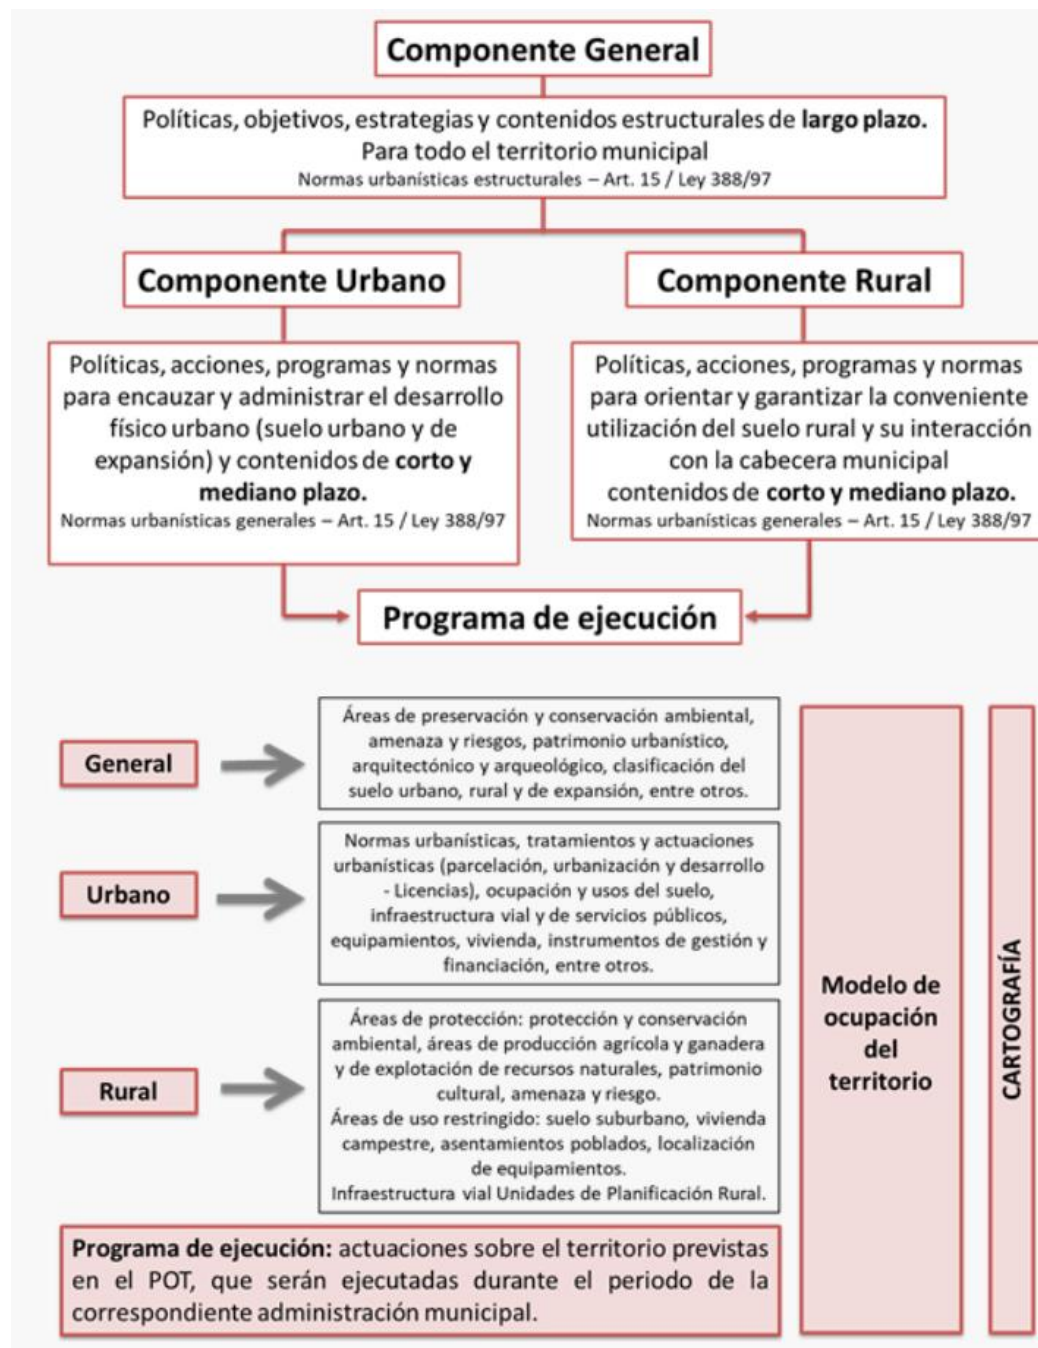 Componente General
Políticas, objetivos, estrategias y contenidos estructurales de largo plazo.
Para todo el territorio municipal
Normas urbanísticas estructurales – Art. 15 / Ley 388/97
Componente Urbano
Políticas, acciones, programas y normas
para encauzar y administrar el desarrollo
físico urbano (suelo urbano y de
expansión) y contenidos de corto y
mediano plazo.
Normas urbanísticas generales – Art. 15 / Ley 388/97
Componente Rural
Políticas, acciones, programas y normas
para orientar y garantizar la conveniente
utilización del suelo rural y su interacción
con la cabecera municipal
contenidos de corto y mediano plazo.
Normas urbanísticas generales – Art. 15 / Ley 388/97
Programa de ejecución
General
Áreas de preservación y conservación ambiental,
amenaza y riesgos, patrimonio urbanístico,
arquitectónico y arqueológico, clasificación del
suelo urbano, rural y de expansión, entre otros.
Urbano
Normas urbanísticas, tratamientos y actuaciones
urbanísticas (parcelación, urbanización y desarrollo
- Licencias), ocupación y usos del suelo,
infraestructura vial y de servicios públicos,
equipamientos, vivienda, instrumentos de gestión y
financiación, entre otros.
Rural
Áreas de protección: protección y conservación
ambiental, áreas de producción agrícola y ganadera
y de explotación de recursos naturales, patrimonio
cultural, amenaza y riesgo.
Áreas de uso restringido: suelo suburbano, vivienda
campestre, asentamientos poblados, localización
de equipamientos.
Infraestructura vial Unidades de Planificación Rural.
Programa de ejecución: actuaciones sobre el territorio previstas
en el POT, que serán ejecutadas durante el periodo de la
correspondiente administración municipal.
Modelo de
ocupación
del
territorio
CARTOGRAFÍA